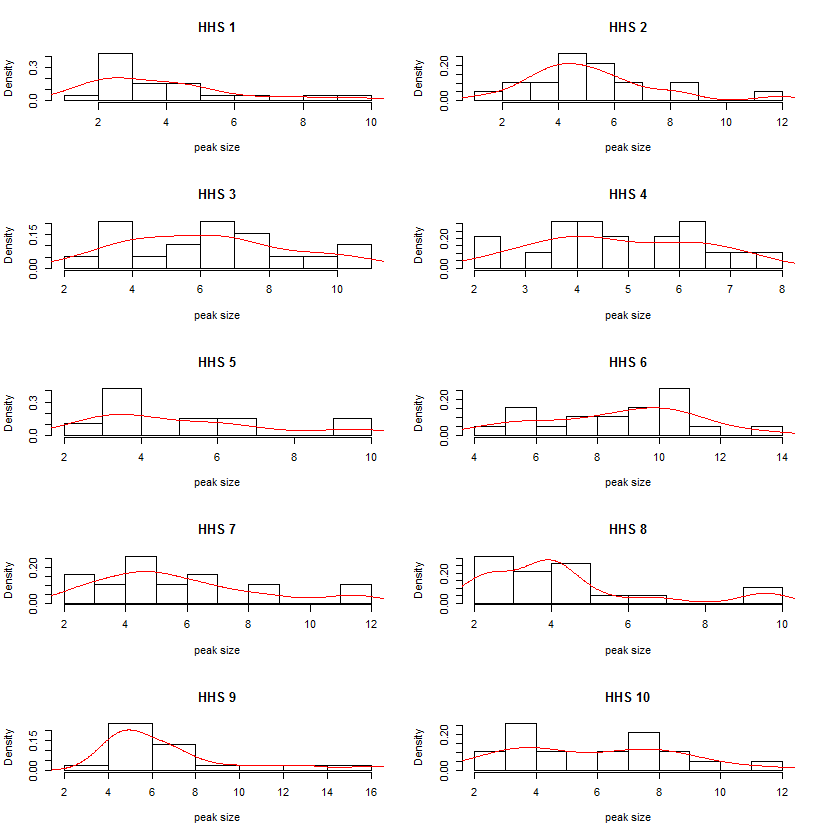 HHS 1
Density
0.0 0.3
2 4 6 8 10
peak size
HHS 2
Density
0.00 0.20
2 4 6 8 10 12
peak size
HHS 3
Density
0.00 0.15
2 4 6 8 10
peak size
HHS 4
Density
0.00 0.20
2 3 4 5 6 7 8
peak size
HHS 5
Density
0.0 0.3
2 4 6 8 10
peak size
HHS 6
Density
0.00 0.20
4 6 8 10 12 14
peak size
HHS 7
Density
0.00 0.20
2 4 6 8 10 12
peak size
HHS 8
Density
0.00 0.20
2 4 6 8 10
peak size
HHS 9
Density
0.00 0.15
2 4 6 8 10 12 14 16
peak size
HHS 10
Density
0.00 0.20
2 4 6 8 10 12
peak size